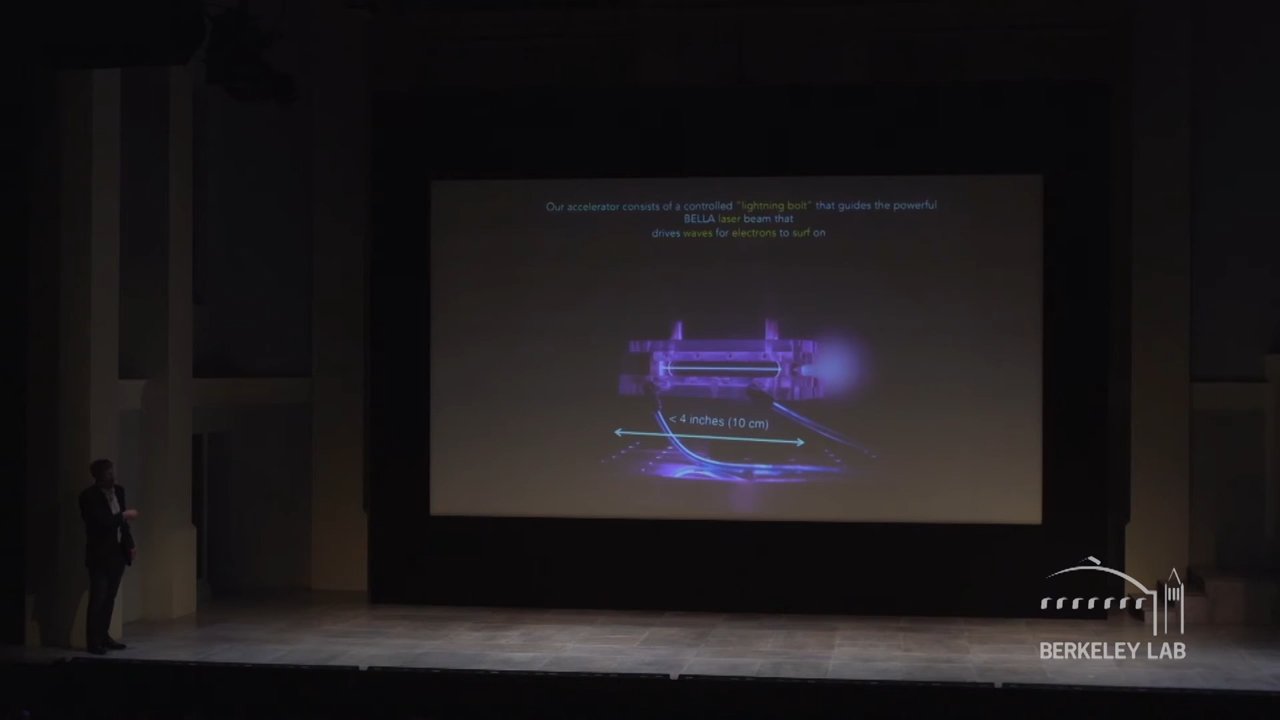 Our accelerator consists of a controlled "lightning bolt" that guides the powerful
BELLA laser beam that
drives waves for electrons to surf on
< 4 inches (10 cm)
BERKELEY LAB